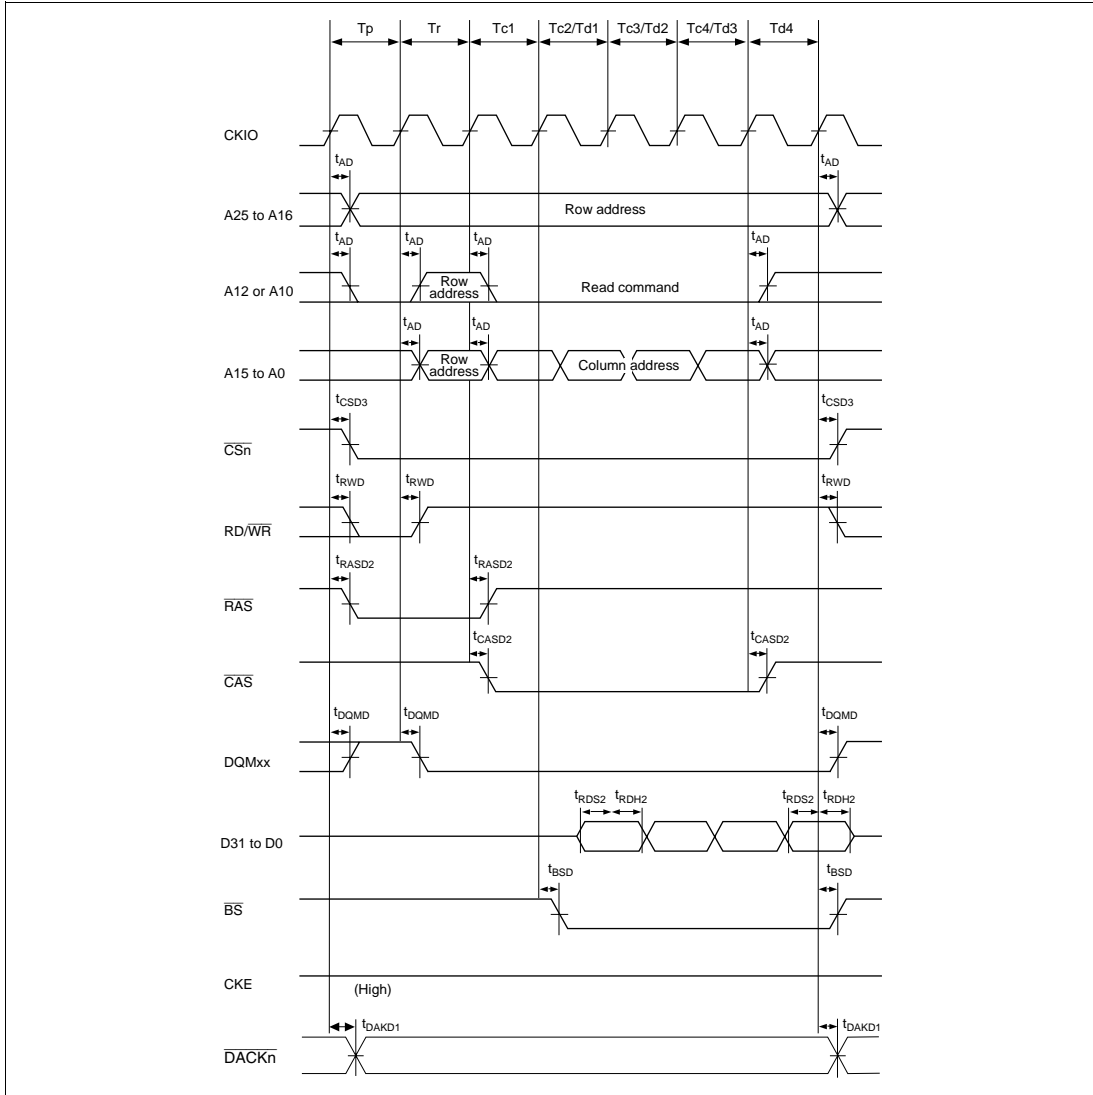 Tp Tr Tc1 Tc2/Td1 Tc3/Td2 Tc4/Td3 Td4
CKIO
tAD tAD
A25 to A16 Row address
tAD tAD tAD tAD
A12 or A10 Row address Read command
tAD tAD tAD
A15 to A0 Row address Column address
tCSD3 tCSD3
CSn
tRWD tRWD tRWD
RD/WR
tRASD2 tRASD2
RAS
tCASD2 tCASD2
CAS
tDQMD tDQMD tDQMD
DQMxx
tRDS2 tRDH2 tRDS2 tRDH2
D31 to D0
tBSD tBSD
BS
CKE
(High)
tDAKD1 tDAKD1
DACKn